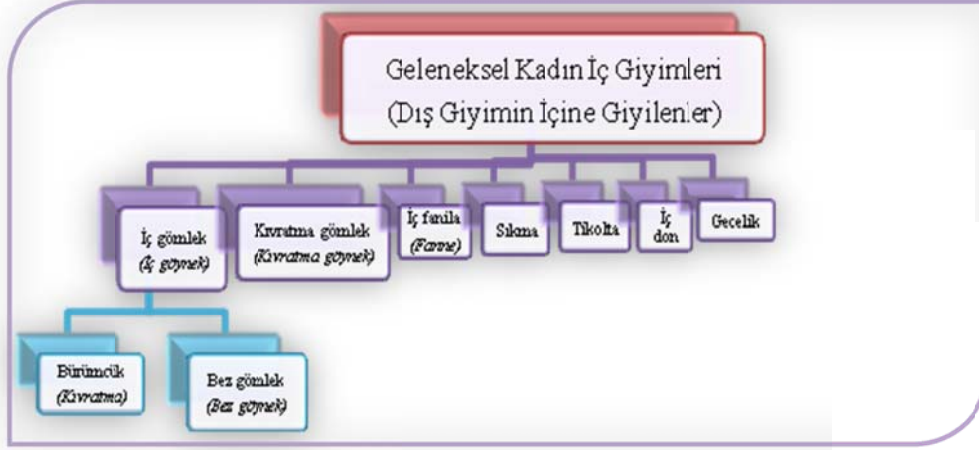 Geleneksel Kadın İç Giyimleri
(Dış Giyimin İçine Giyilenler)
İç gömlek
(İç göynek)
Kıvratma gömlek
(Kıvratma göynek)
İç fanila
(Fanne)
Sıkma
Tikolta
İç
don
Gecelik
Bürümcük
(Kıvratma)
Bez gömlek
(Bez göynek)